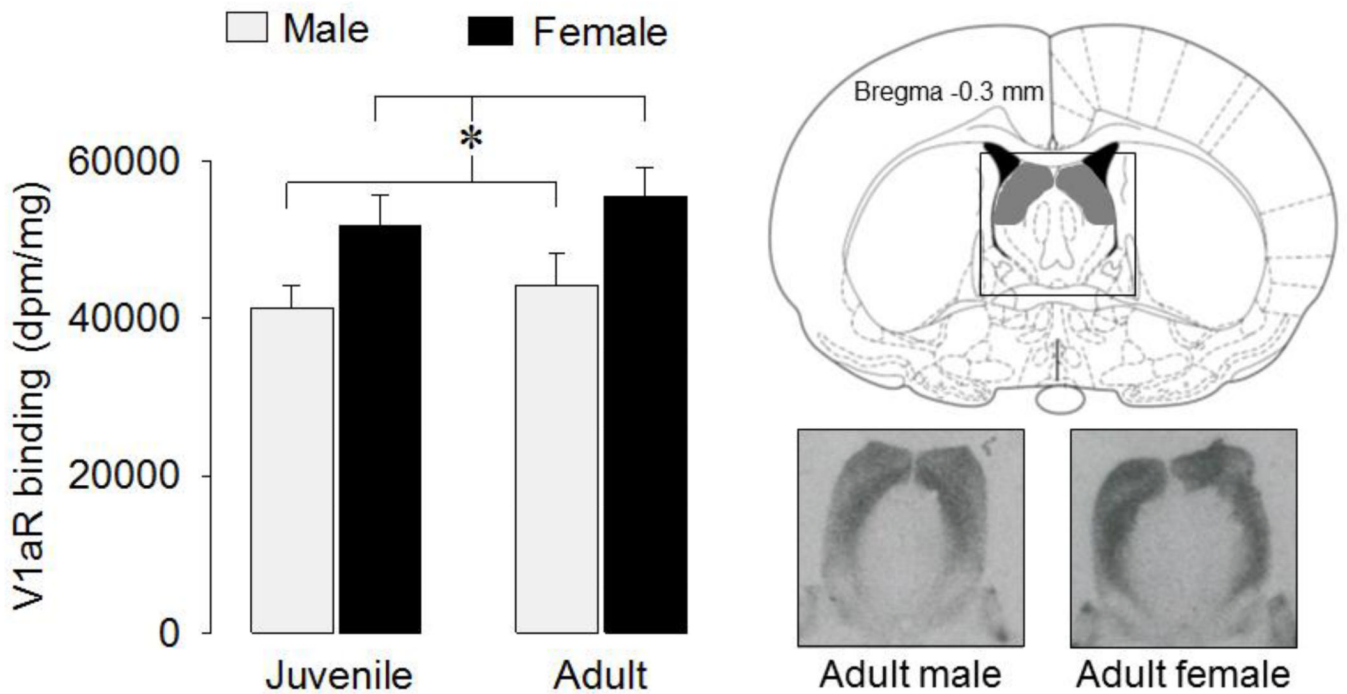 Male Female
Bregma -0.3 mm
*
V1aR binding (dpm/mg)
60000
40000
20000
0
Juvenile Adult
Adult male Adult female